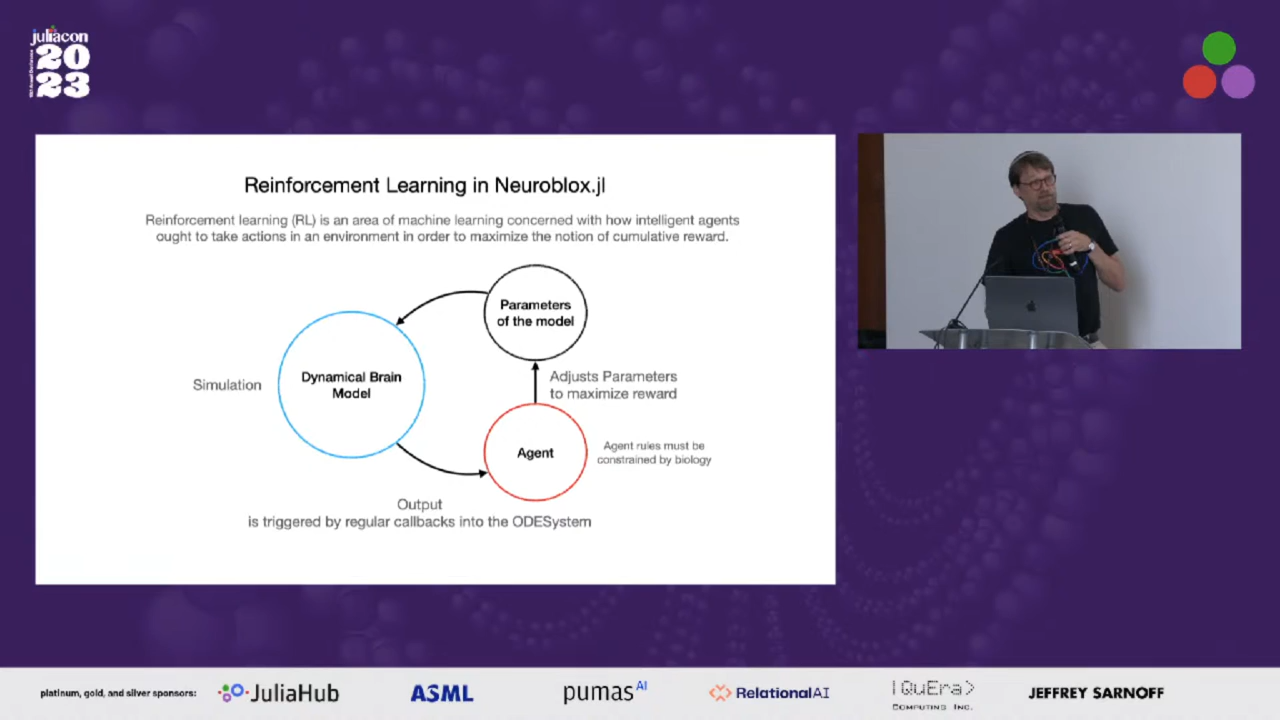 juliacon
20
23
Reinforcement Learning in Neuroblox.jl
Reinforcement learning (RL) is an area of machine learning concerned with how intelligent agents
ought to take actions in an environment in order to maximize the notion of cumulative reward.
Parameters
of the model
Dynamical Brain
Model
Simulation
Adjusts Parameters
to maximize reward
Agent
Agent rules must be
constrained by biology
Output
is triggered by regular callbacks into the ODESystem
platinum, gold, and silver sponsors:
JuliaHub
ASML
pumasAI
RelationalAI
|QuEra>
COMPUTING INC.
JEFFREY SARNOFF